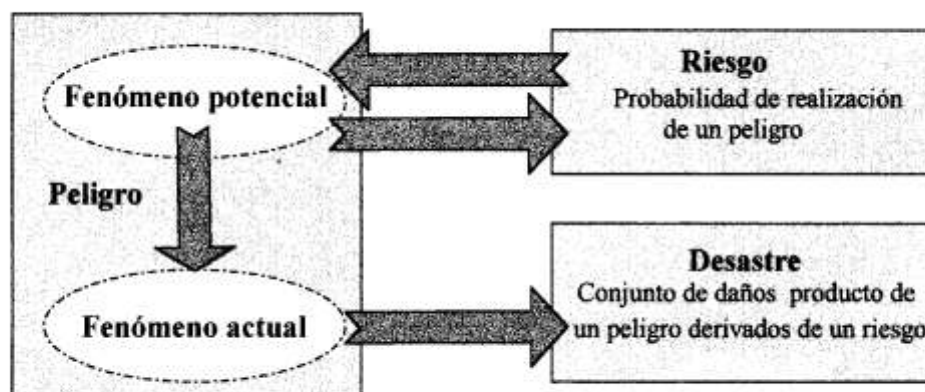 Fenómeno potencial
Peligro
Fenómeno actual
Riesgo
Probabilidad de realización
de un peligro
Desastre
Conjunto de daños producto de
un peligro derivados de un riesgo